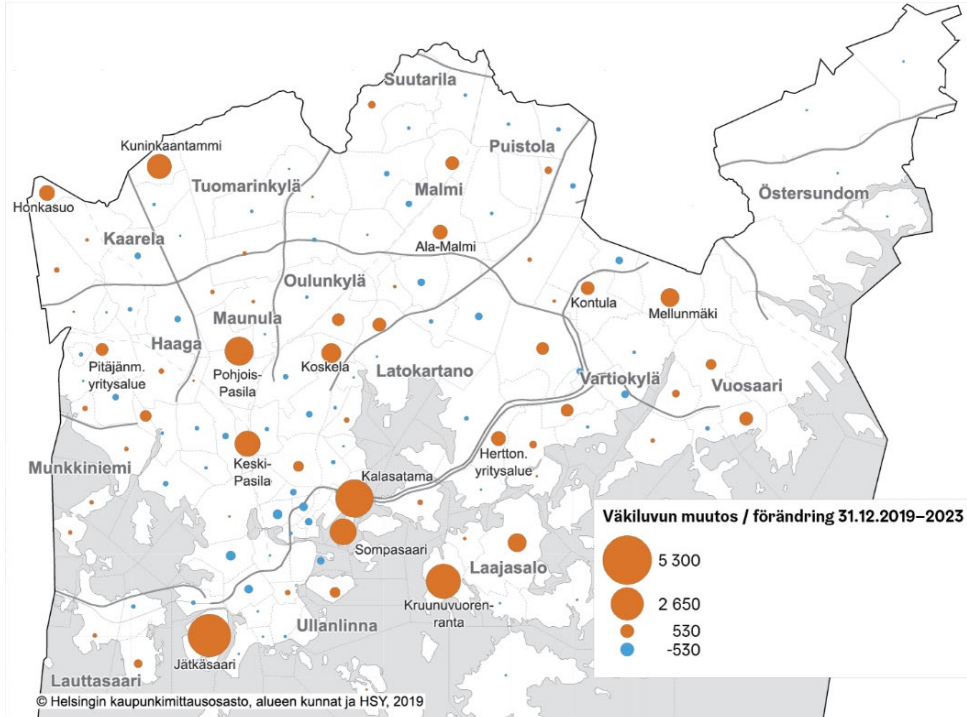 Suutarila
Kuninkaantammi
Puistola
Tuomarinkylä
Malmi
Honkasuo
Östersundom
Kaarela
Ala-Malmi
Oulunkylä
Kontula
Mellunmäki
Maunula
Haaga
Pitäjänm.
yritysalue
Pohjois-
Pasila
Koskela
Latokartano
Vartiokylä
Vuosaari
Hertton.
yritysalue
Munkkiniemi
Keski-
Pasila
Kalasatama
Sompasaari
Laajasalo
Kruunuvuoren-
ranta
Ullanlinna
Jätkäsaari
Lauttasaari
Väkiluvun muutos / förändring 31.12.2019–2023
5 300
2 650
530
-530
© Helsingin kaupunkimittausosasto, alueen kunnat ja HSY, 2019